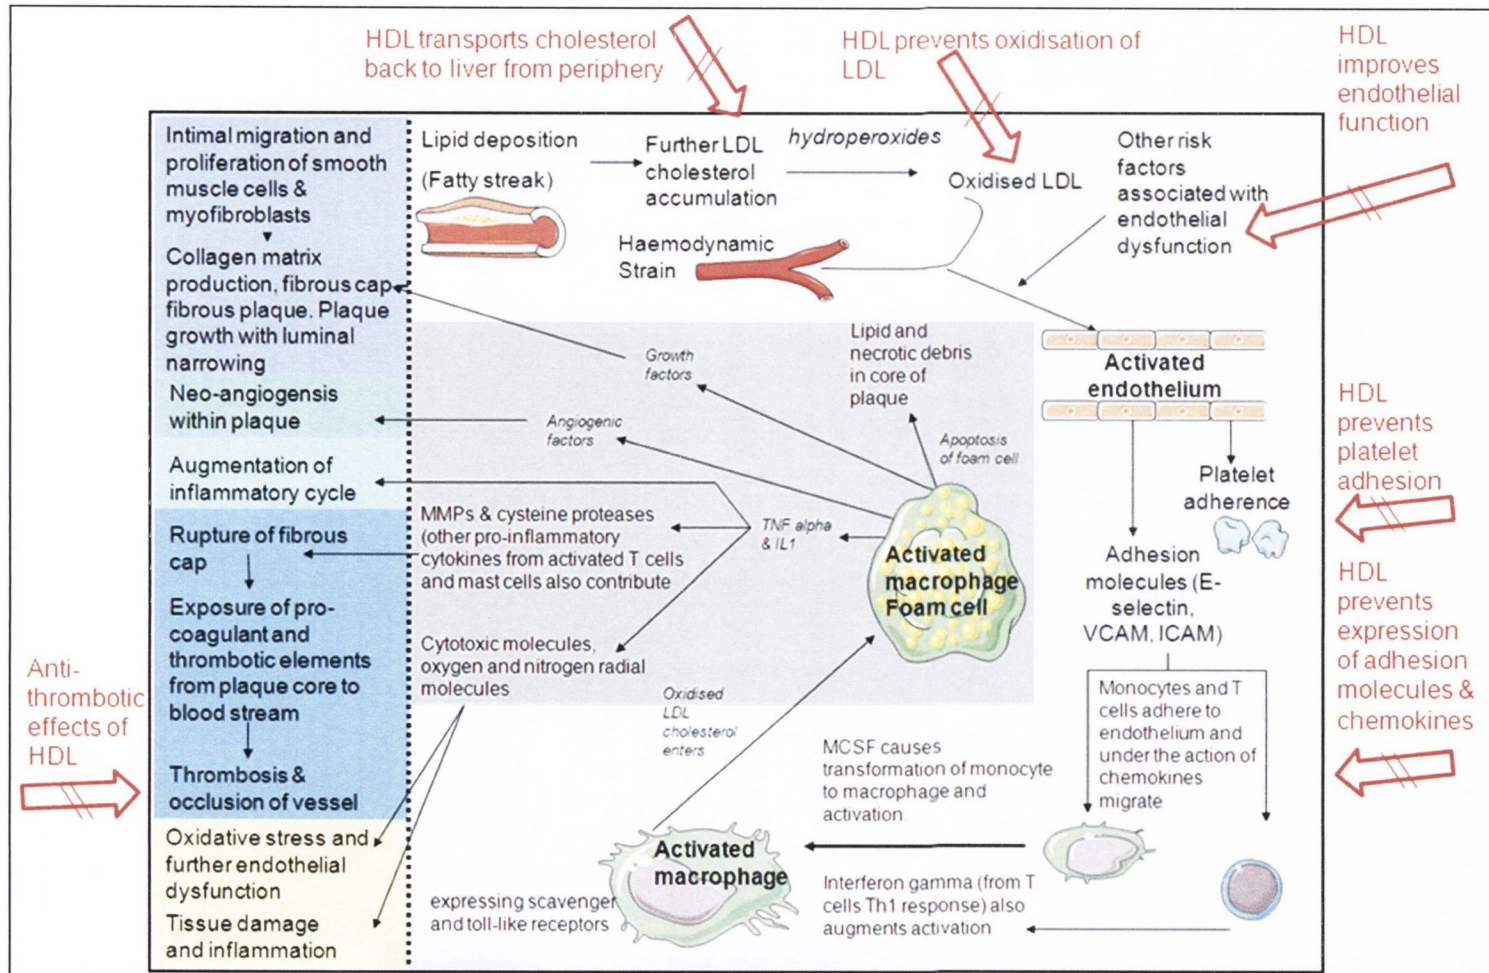 HDL transports cholesterol
back to liver from periphery
HDL prevents oxidisation of
LDL
HDL
improves
endothelial
function
Intimal migration and
proliferation of smooth
muscle cells &
myofibroblasts
Collagen matrix
production, fibrous cap
fibrous plaque. Plaque
growth with luminal
narrowing
Neo-angiogensis
within plaque
Augmentation of
inflammatory cycle
Rupture of fibrous
cap
Exposure of pro-
coagulant and
thrombotic elements
from plaque core to
blood stream
Thrombosis &
occlusion of vessel
Oxidative stress and
further endothelial
dysfunction
Tissue damage
and inflammation
Anti-
thrombotic
effects of
HDL
Lipid deposition
(Fatty streak)
Further LDL
cholesterol
accumulation
hydroperoxides
Oxidised LDL
Other risk
factors
associated with
endothelial
dysfunction
Haemodynamic
Strain
Growth
factors
Lipid and
necrotic debris
in core of
plaque
Activated
endothelium
Angiogenic
factors
Apoptosis
of foam cell
Platelet
adherence
HDL
prevents
platelet
adhesion
MMPs & cysteine proteases
(other pro-inflammatory
cytokines from activated T cells
and mast cells also contribute
TNF alpha
& IL1
Activated
macrophage
Foam cell
Adhesion
molecules (E-
selectin,
VCAM, ICAM)
HDL
prevents
expression
of adhesion
molecules &
chemokines
Cytotoxic molecules,
oxygen and nitrogen radial
molecules
Oxidised
LDL
cholesterol
enters
Monocytes and T
cells adhere to
endothelium and
under the action of
chemokines
migrate
MCSF causes
transformation of monocyte
to macrophage and
activation
Activated
macrophage
expressing scavenger
and toll-like receptors
Interferon gamma (from T
cells Th1 response) also
augments activation